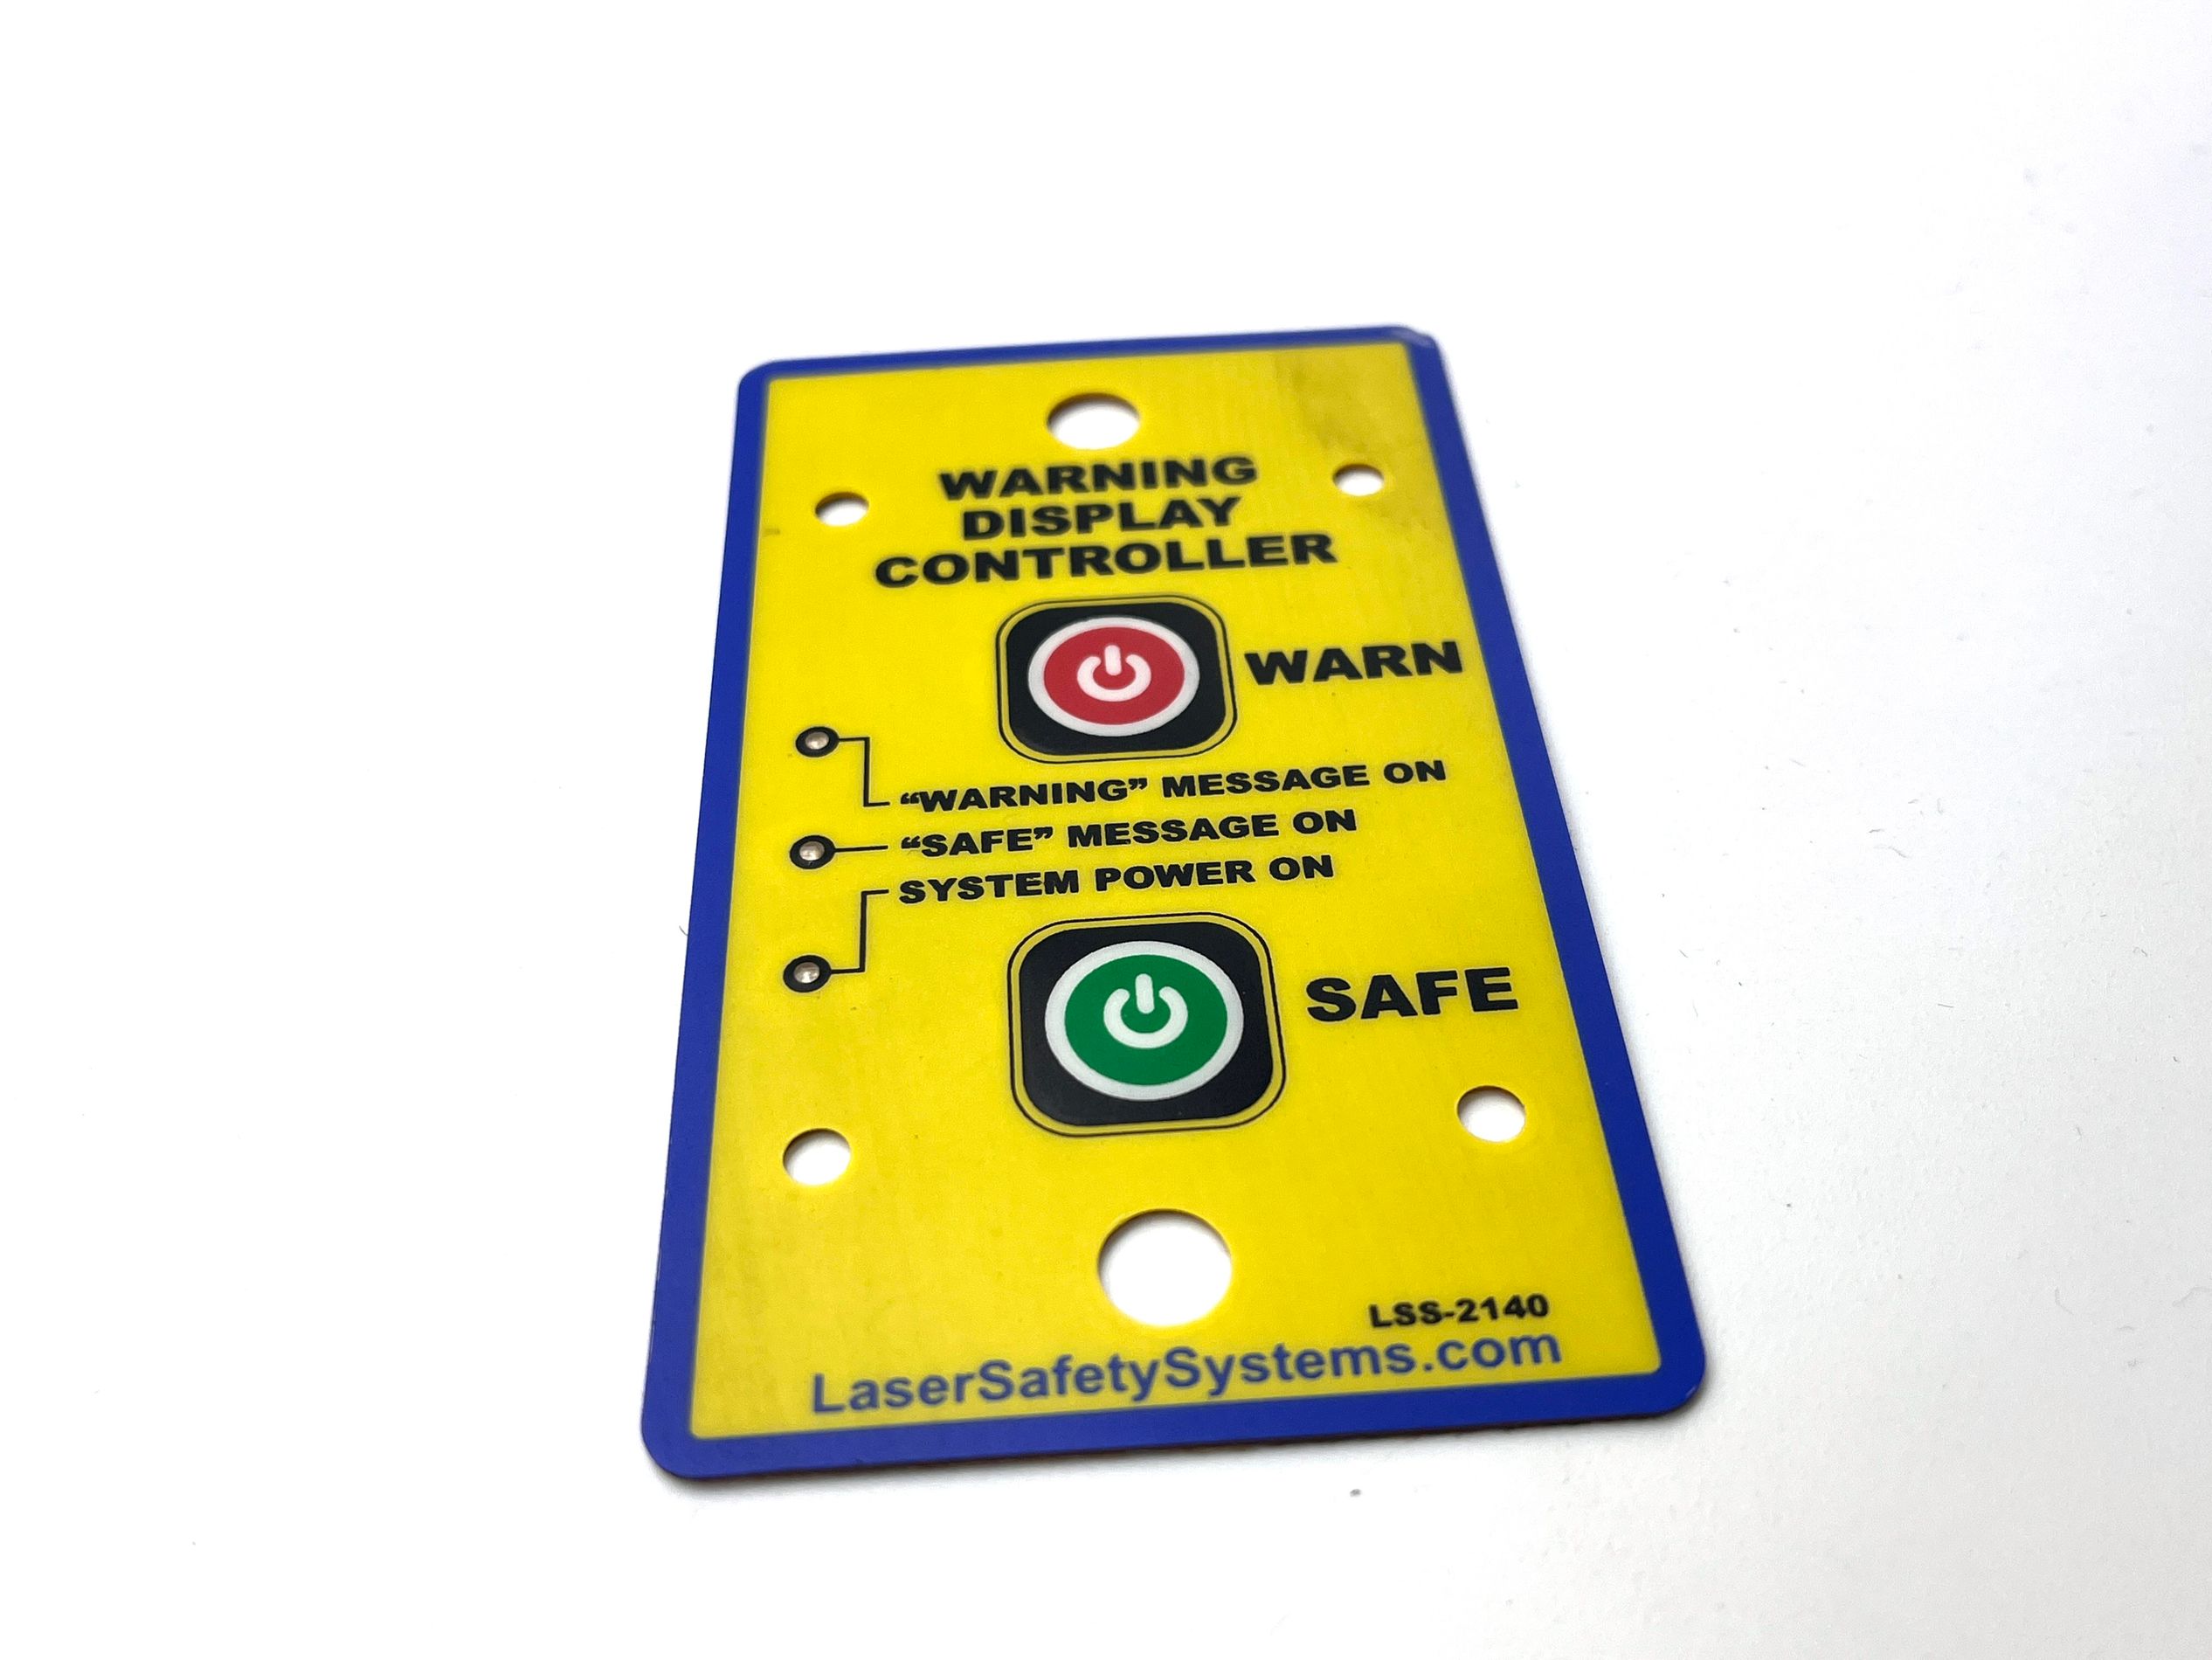 WARNING
DISPLAY
CONTROLLER
WARN
“WARNING” MESSAGE ON
“SAFE” MESSAGE ON
SYSTEM POWER ON
SAFE
LSS-2140
LaserSafetySystems.com